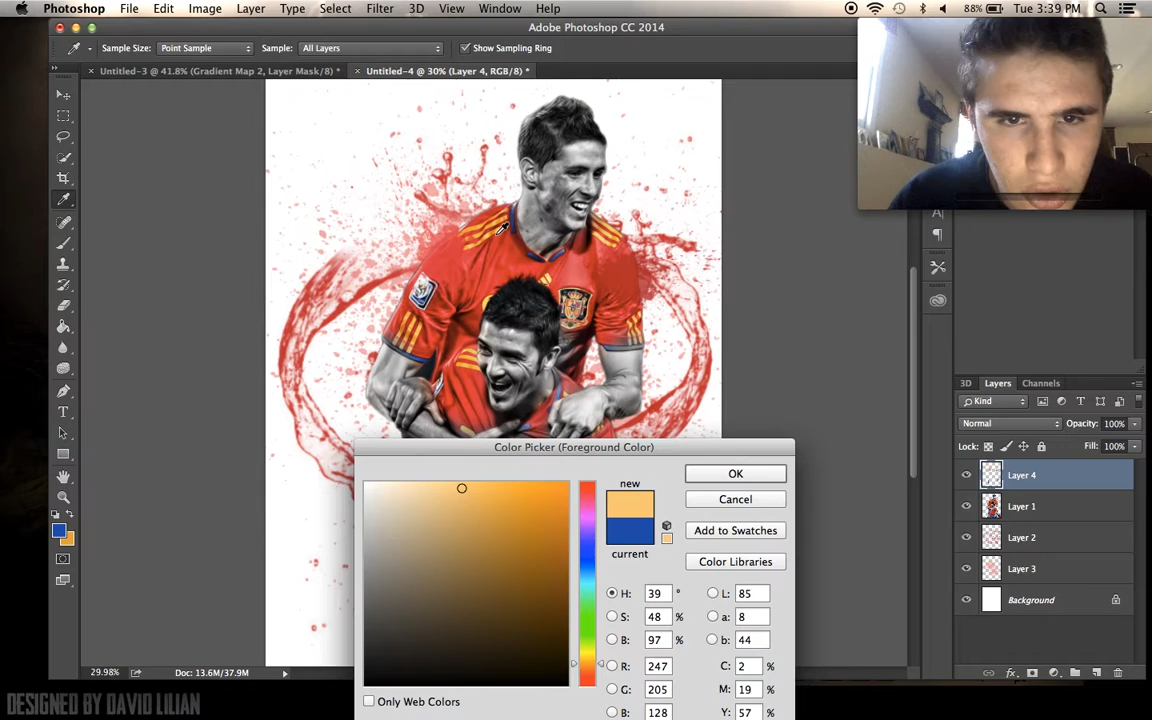 Photoshop File Edit Image Layer Type Select Filter 3D View Window Help 88% Tue 3:39 PM
Adobe Photoshop CC 2014
Sample Size: Point Sample Sample: All Layers Show Sampling Ring
Untitled-3 @ 41.8% (Gradient Map 2, Layer Mask/8) * Untitled-4 @ 30% (Layer 4, RGB/8) *
3D Layers Channels
Kind
Normal Opacity: 100%
Lock: Fill: 100%
Layer 4
Layer 1
Layer 2
Layer 3
Background
Color Picker (Foreground Color)
new
current
OK
Cancel
Add to Swatches
Color Libraries
H: 39 ° L: 85
S: 48 % a: 8
B: 97 % b: 44
R: 247 C: 2 %
G: 205 M: 19 %
B: 128 Y: 57 %
Only Web Colors
29.98% Doc: 13.6M/37.9M
DESIGNED BY DAVID LILIAN